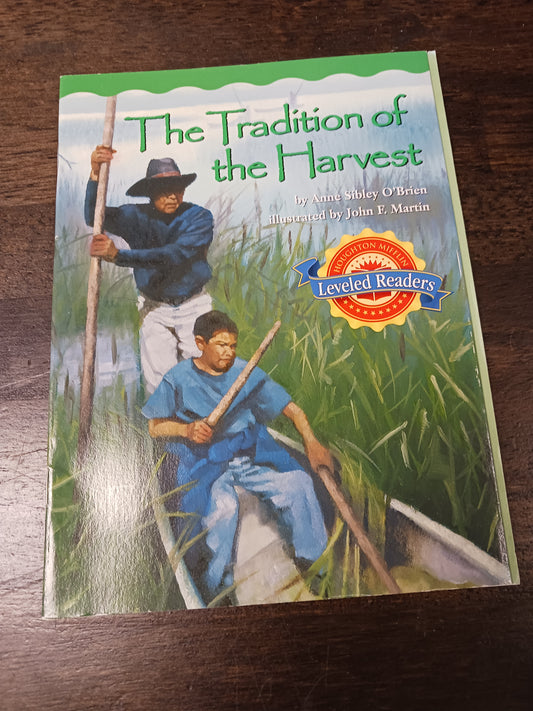 The Tradition of
the Harvest
by Anne Sibley O'Brien
illustrated by John F. Martin
HOUGHTON MIFFLIN
Leveled Readers